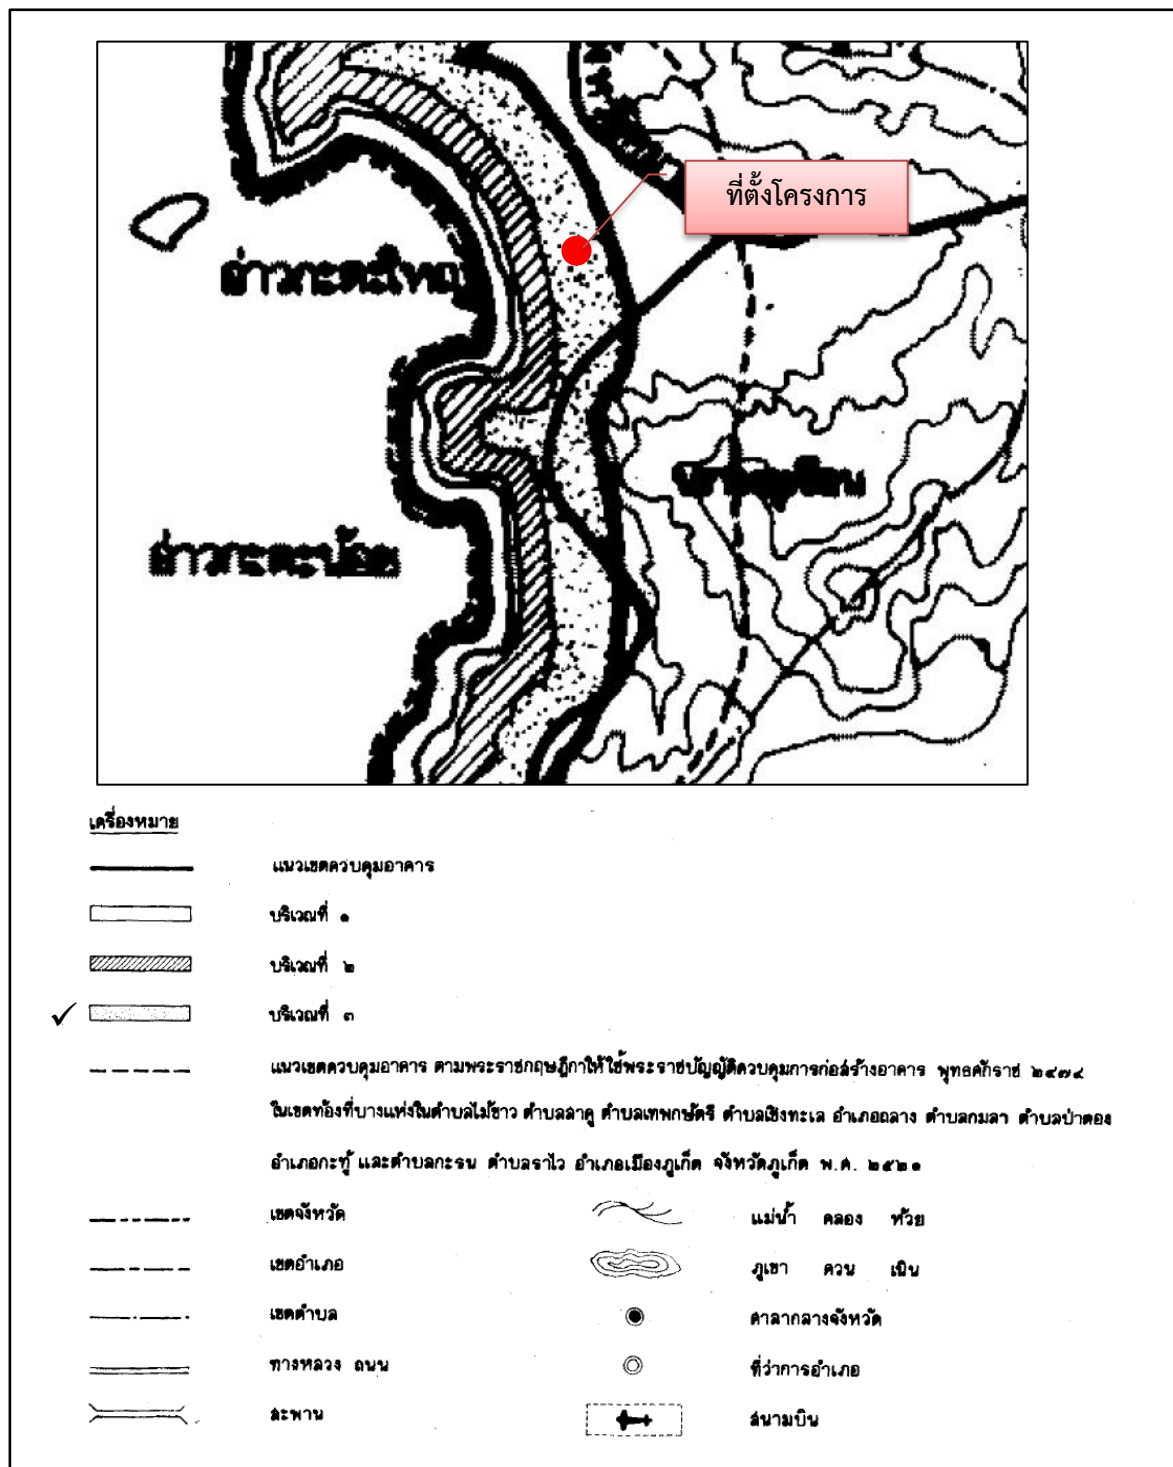 ที่ตั้งโครงการ
อ่าวกะตะใหญ่
อ่าวกะตะน้อย
เครื่องหมาย
แนวเขตควบคุมอาคาร
บริเวณที่ ๑
บริเวณที่ ๒
✓ บริเวณที่ ๓
แนวเขตควบคุมอาคาร ตามพระราชกฤษฎีกาให้ใช้พระราชบัญญัติควบคุมการก่อสร้างอาคาร พุทธศักราช ๒๔๗๙
ในเขตท้องที่บางแห่งในตำบลไม้ขาว ตำบลสาคู ตำบลเทพกษัตรี ตำบลเชิงทะเล อำเภอถลาง ตำบลกมลา ตำบลป่าตอง
อำเภอกะทู้ และตำบลกะรน ตำบลราไว อำเภอเมืองภูเก็ต จังหวัดภูเก็ต พ.ศ. ๒๕๒๑
เขตจังหวัด
แม่น้ำ คลอง ห้วย
เขตอำเภอ
ภูเขา ควน เนิน
เขตตำบล
ศาลากลางจังหวัด
ทางหลวง ถนน
ที่ว่าการอำเภอ
สะพาน
สนามบิน